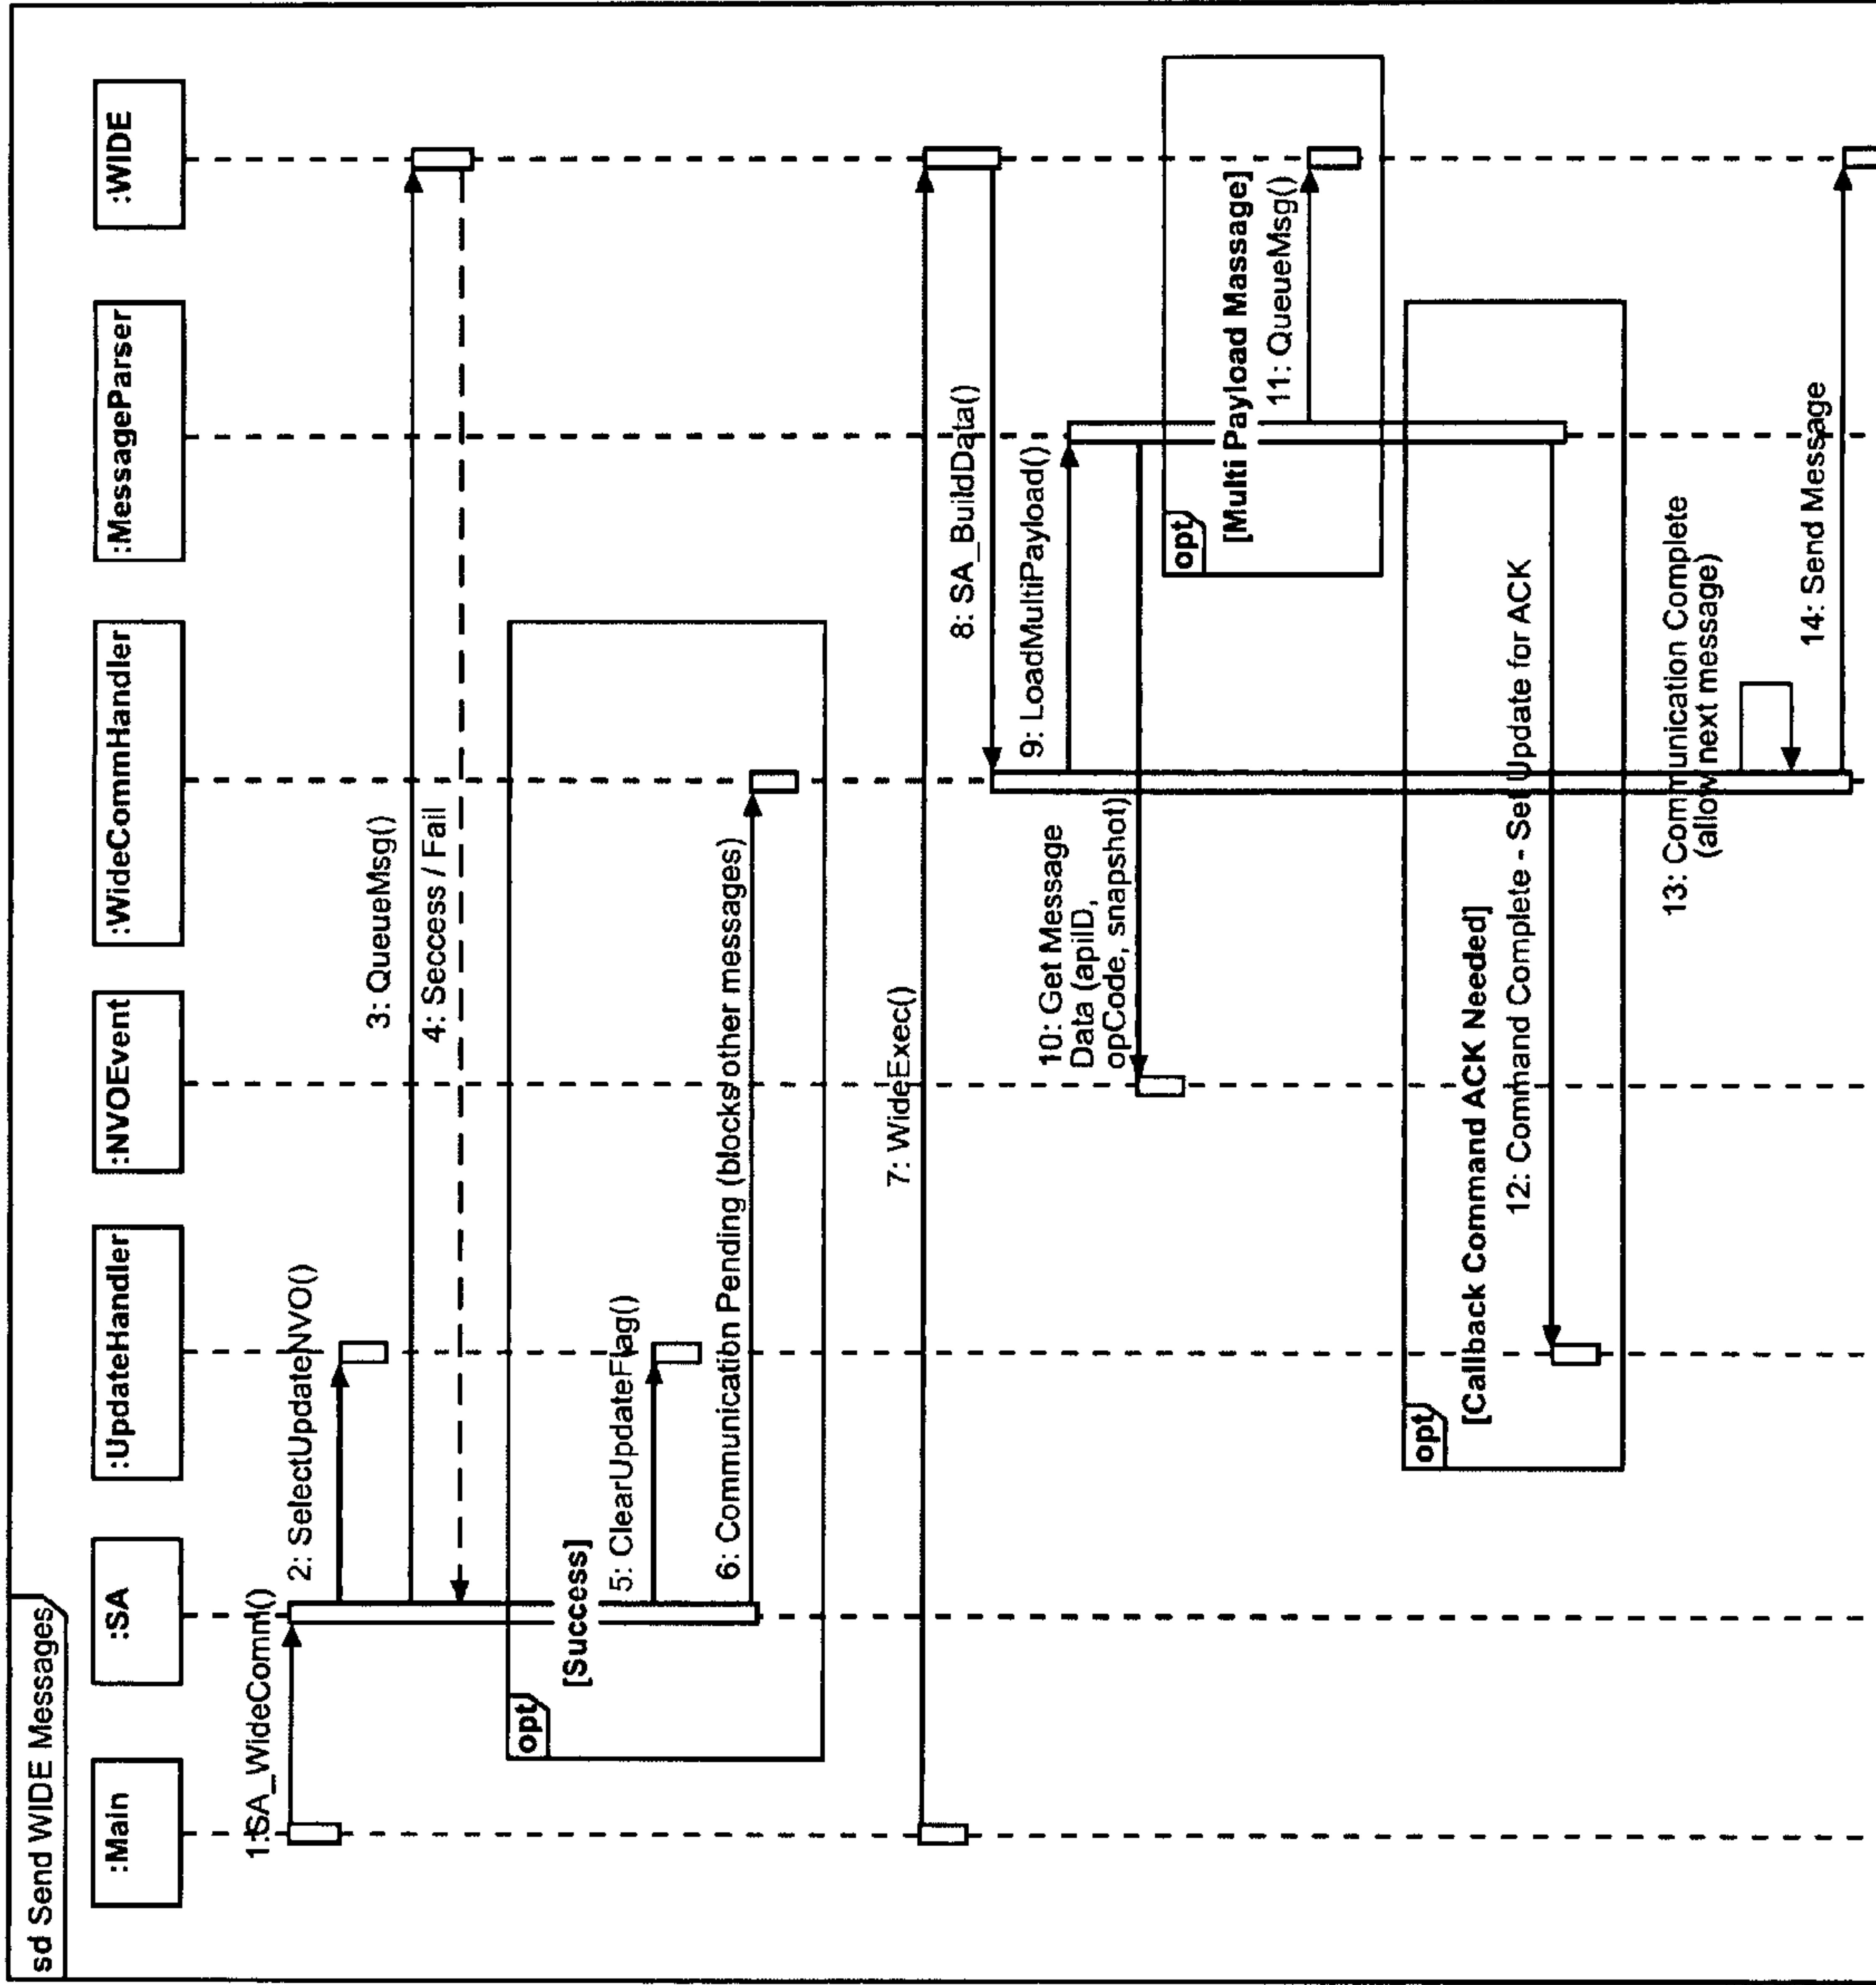 sd Send WIDE Messages
:Main
:SA
:UpdateHandler
:NVOEvent
:WideCommHandler
:MessageParser
:WIDE
1:SA_WideComm()
2: SelectUpdateNVO()
3: QueueMsg()
4: Seccess / Fail
opt
[Success]
5: ClearUpdateFlag()
6: Communication Pending (blocks other messages)
7: WideExec()
8: SA_BuildData()
9: LoadMultiPayload()
10: Get Message
Data (apiID,
opCode, snapshot)
opt
[Multi Payload Massage]
11: QueueMsg()
opt
[Callback Command ACK Needed]
12: Command Complete - Set Update for ACK
13: Communication Complete
(allow next message)
14: Send Message